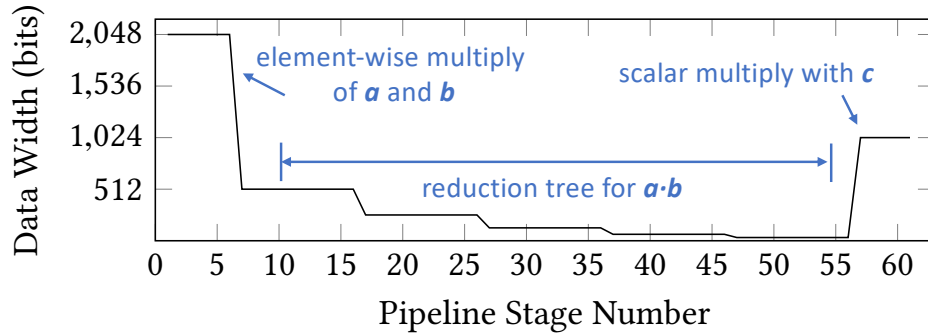 2,048
1,536
1,024
512
Data Width (bits)
element-wise multiply
of a and b
scalar multiply with c
reduction tree for a·b
0 5 10 15 20 25 30 35 40 45 50 55 60
Pipeline Stage Number